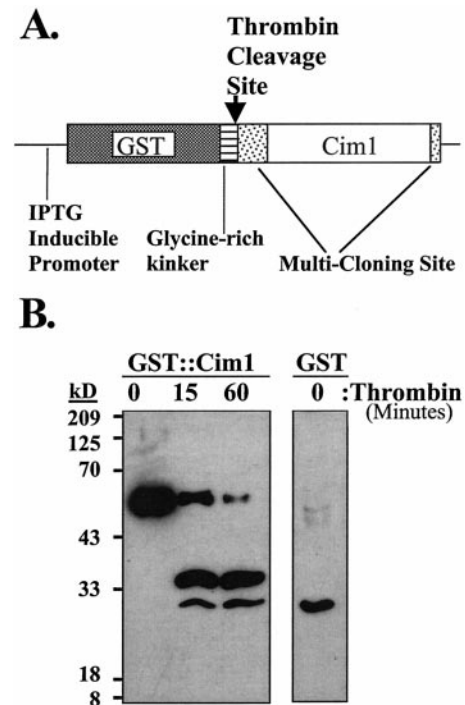 A.
Thrombin
Cleavage
Site
GST
Cim1
IPTG
Inducible
Promoter
Glycine-rich
kinker
Multi-Cloning Site
B.
GST::Cim1 GST
kD 0 15 60 0 :Thrombin
(Minutes)
209
125
70
43
33
18
8